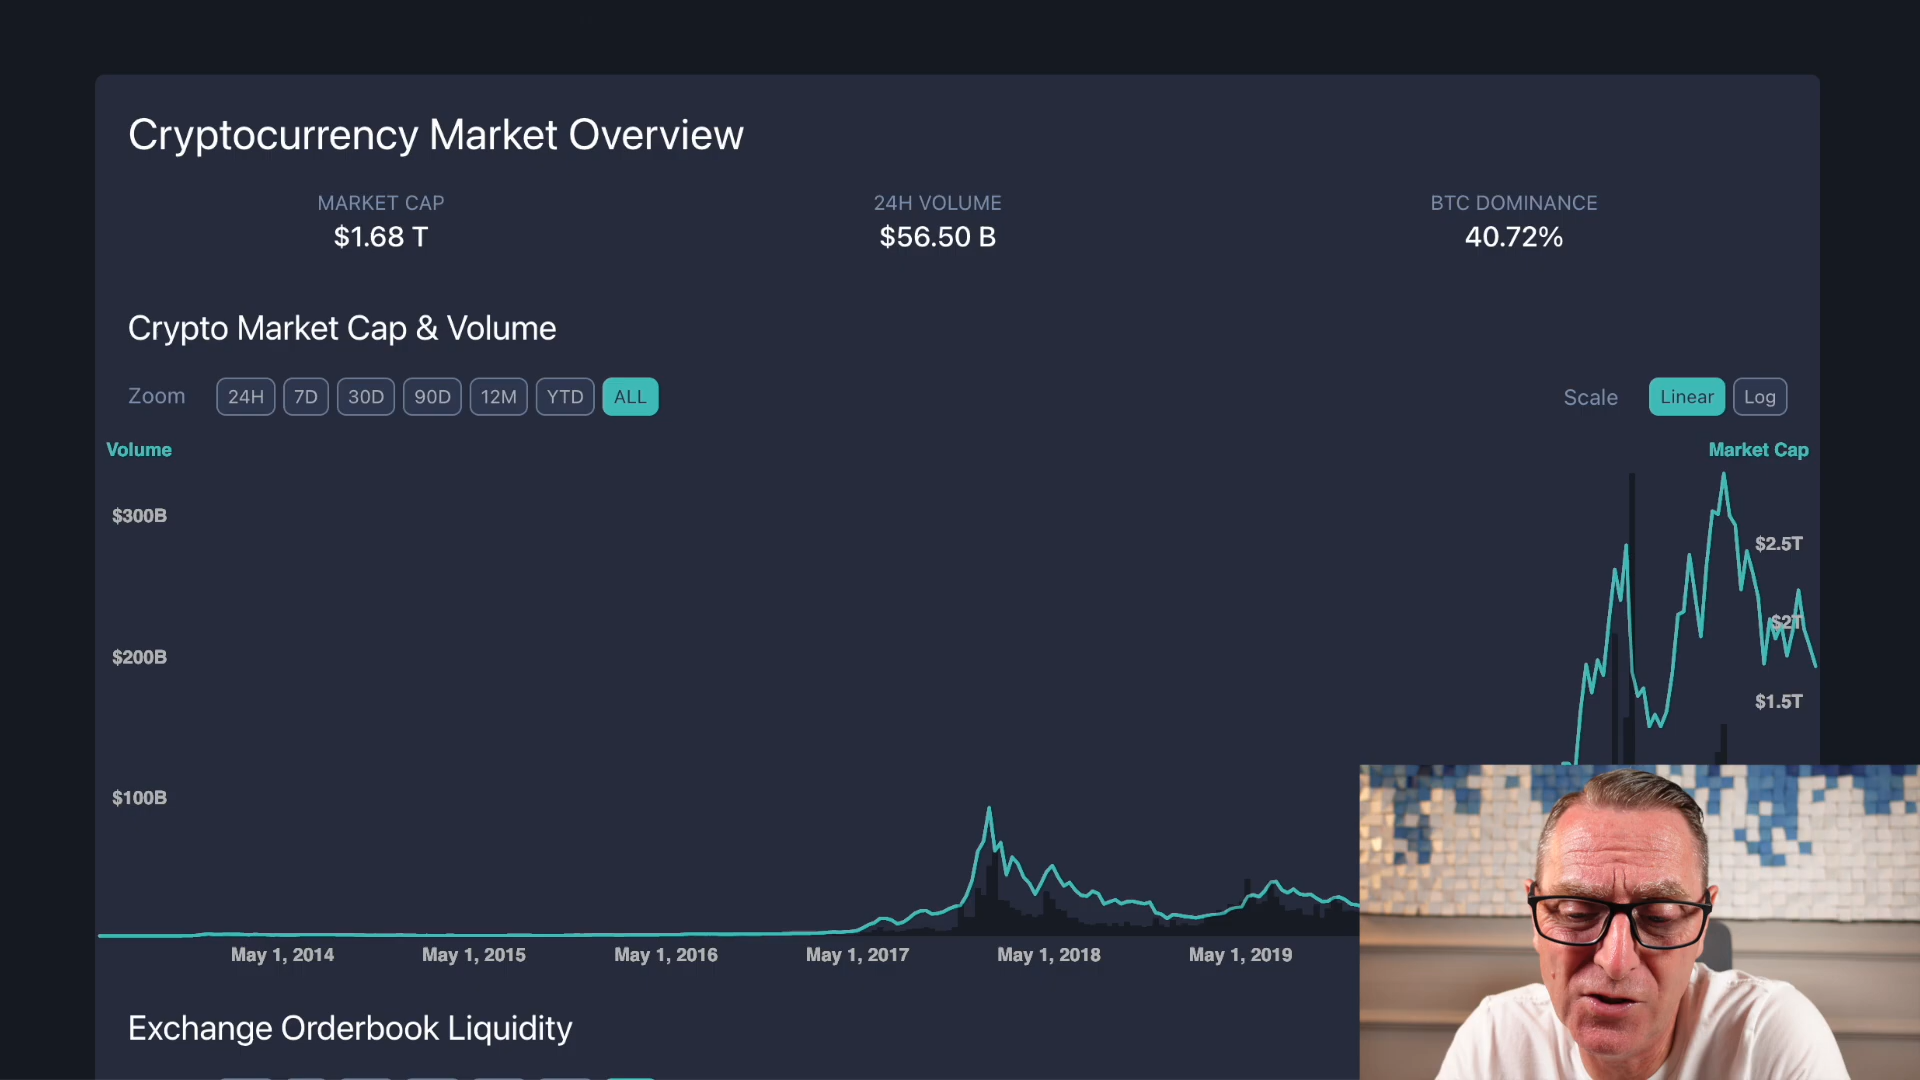 Cryptocurrency Market Overview
MARKET CAP
$1.68 T
24H VOLUME
$56.50 B
BTC DOMINANCE
40.72%
Crypto Market Cap & Volume
Zoom 24H 7D 30D 90D 12M YTD ALL
Scale Linear Log
Volume
Market Cap
$300B
$2.5T
$2T
$200B
$1.5T
$100B
May 1, 2014 May 1, 2015 May 1, 2016 May 1, 2017 May 1, 2018 May 1, 2019
Exchange Orderbook Liquidity